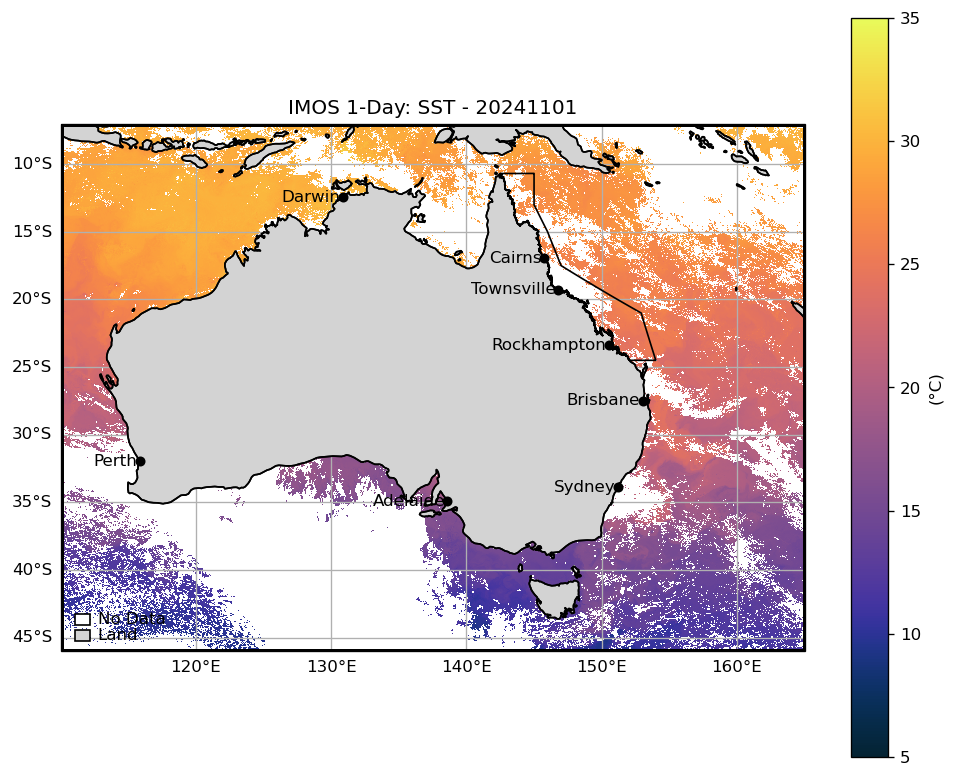 IMOS 1-Day: SST - 20241101
10°S
15°S
20°S
25°S
30°S
35°S
40°S
45°S
120°E
130°E
140°E
150°E
160°E
Darwin
Cairns
Townsville
Rockhampton
Brisbane
Perth
Sydney
Adelaide
No Data
Land
35
30
25
20
15
10
5
(°C)